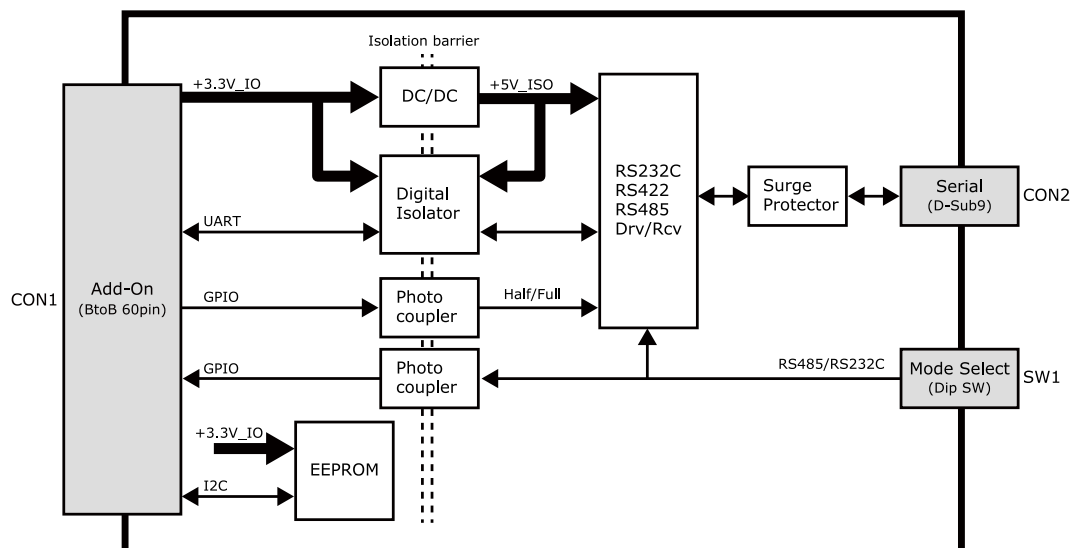 Isolation barrier
+3.3V_IO
DC/DC
+5V_ISO
Digital
Isolator
RS232C
RS422
RS485
Drv/Rcv
Surge
Protector
Serial
(D-Sub9)
CON2
UART
CON1
Add-On
(BtoB 60pin)
GPIO
Photo
coupler
Half/Full
GPIO
Photo
coupler
RS485/RS232C
Mode Select
(Dip SW)
SW1
+3.3V_IO
EEPROM
I2C